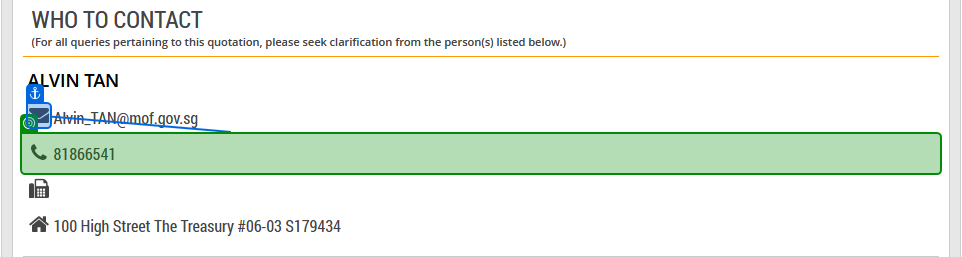 WHO TO CONTACT
(For all queries pertaining to this quotation, please seek clarification from the person(s) listed below.)
ALVIN TAN
Alvin_TAN@mof.gov.sg
81866541
100 High Street The Treasury #06-03 S179434